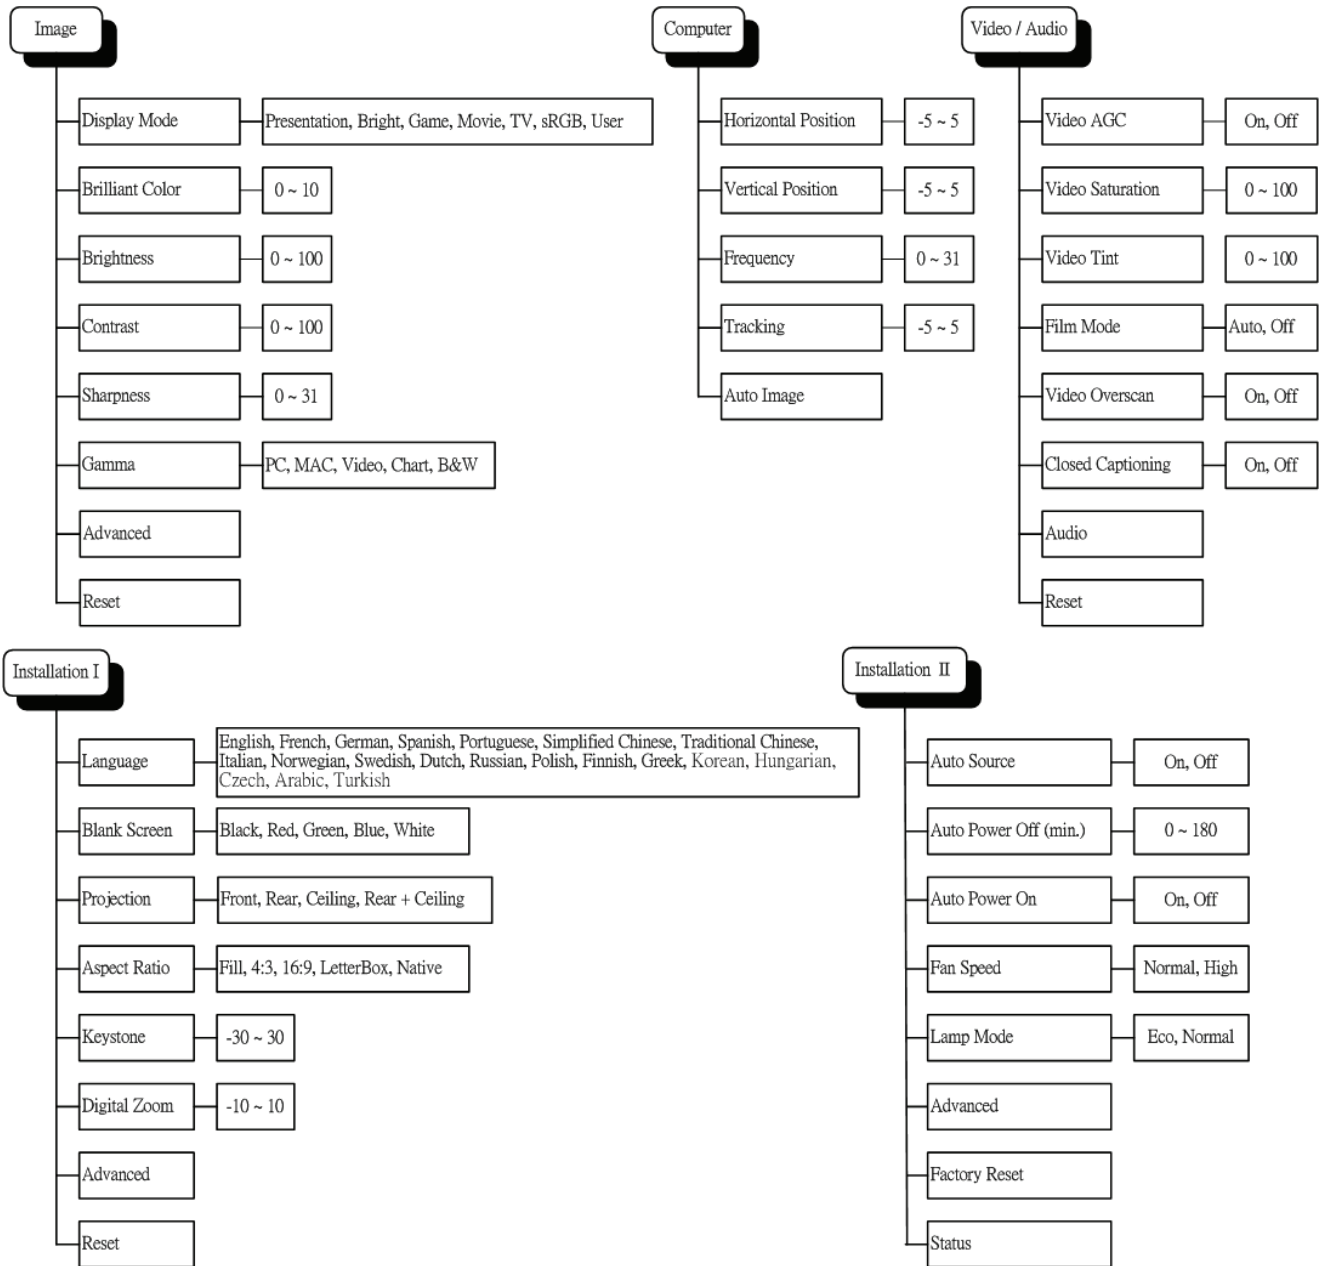 Image
Display Mode
Presentation, Bright, Game, Movie, TV, sRGB, User
Brilliant Color
0 ~ 10
Brightness
0 ~ 100
Contrast
0 ~ 100
Sharpness
0 ~ 31
Gamma
PC, MAC, Video, Chart, B&W
Advanced
Reset
Computer
Horizontal Position
-5 ~ 5
Vertical Position
-5 ~ 5
Frequency
0 ~ 31
Tracking
-5 ~ 5
Auto Image
Video / Audio
Video AGC
On, Off
Video Saturation
0 ~ 100
Video Tint
0 ~ 100
Film Mode
Auto, Off
Video Overscan
On, Off
Closed Captioning
On, Off
Audio
Reset
Installation I
Language
English, French, German, Spanish, Portuguese, Simplified Chinese, Traditional Chinese,
Italian, Norwegian, Swedish, Dutch, Russian, Polish, Finnish, Greek, Korean, Hungarian,
Czech, Arabic, Turkish
Blank Screen
Black, Red, Green, Blue, White
Projection
Front, Rear, Ceiling, Rear + Ceiling
Aspect Ratio
Fill, 4:3, 16:9, LetterBox, Native
Keystone
-30 ~ 30
Digital Zoom
-10 ~ 10
Advanced
Reset
Installation II
Auto Source
On, Off
Auto Power Off (min.)
0 ~ 180
Auto Power On
On, Off
Fan Speed
Normal, High
Lamp Mode
Eco, Normal
Advanced
Factory Reset
Status